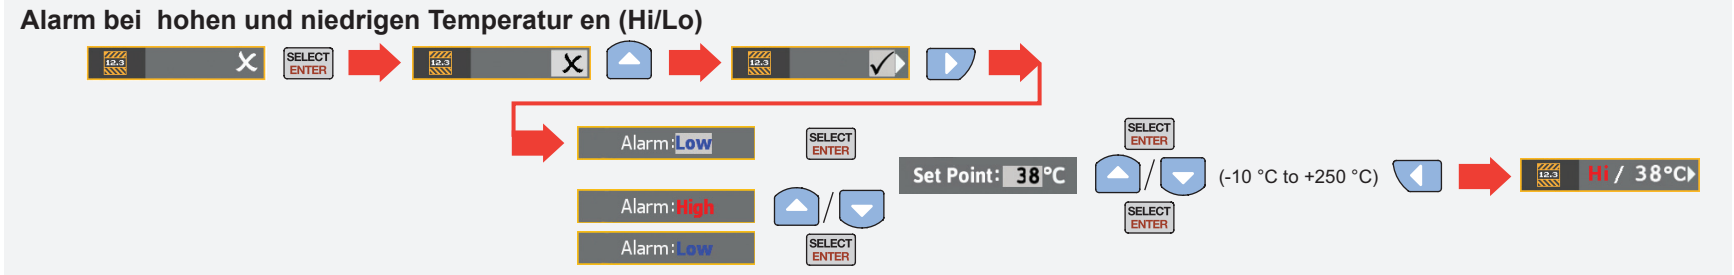 Alarm bei  hohen und niedrigen Temperatur en (Hi/Lo)
12.3 X SELECT ENTER 12.3 X 12.3 ✓
Alarm:Low SELECT ENTER
Set Point: 38°C SELECT ENTER / (-10 °C to +250 °C) SELECT ENTER 12.3 Hi / 38°C
Alarm:High /
Alarm:Low SELECT ENTER